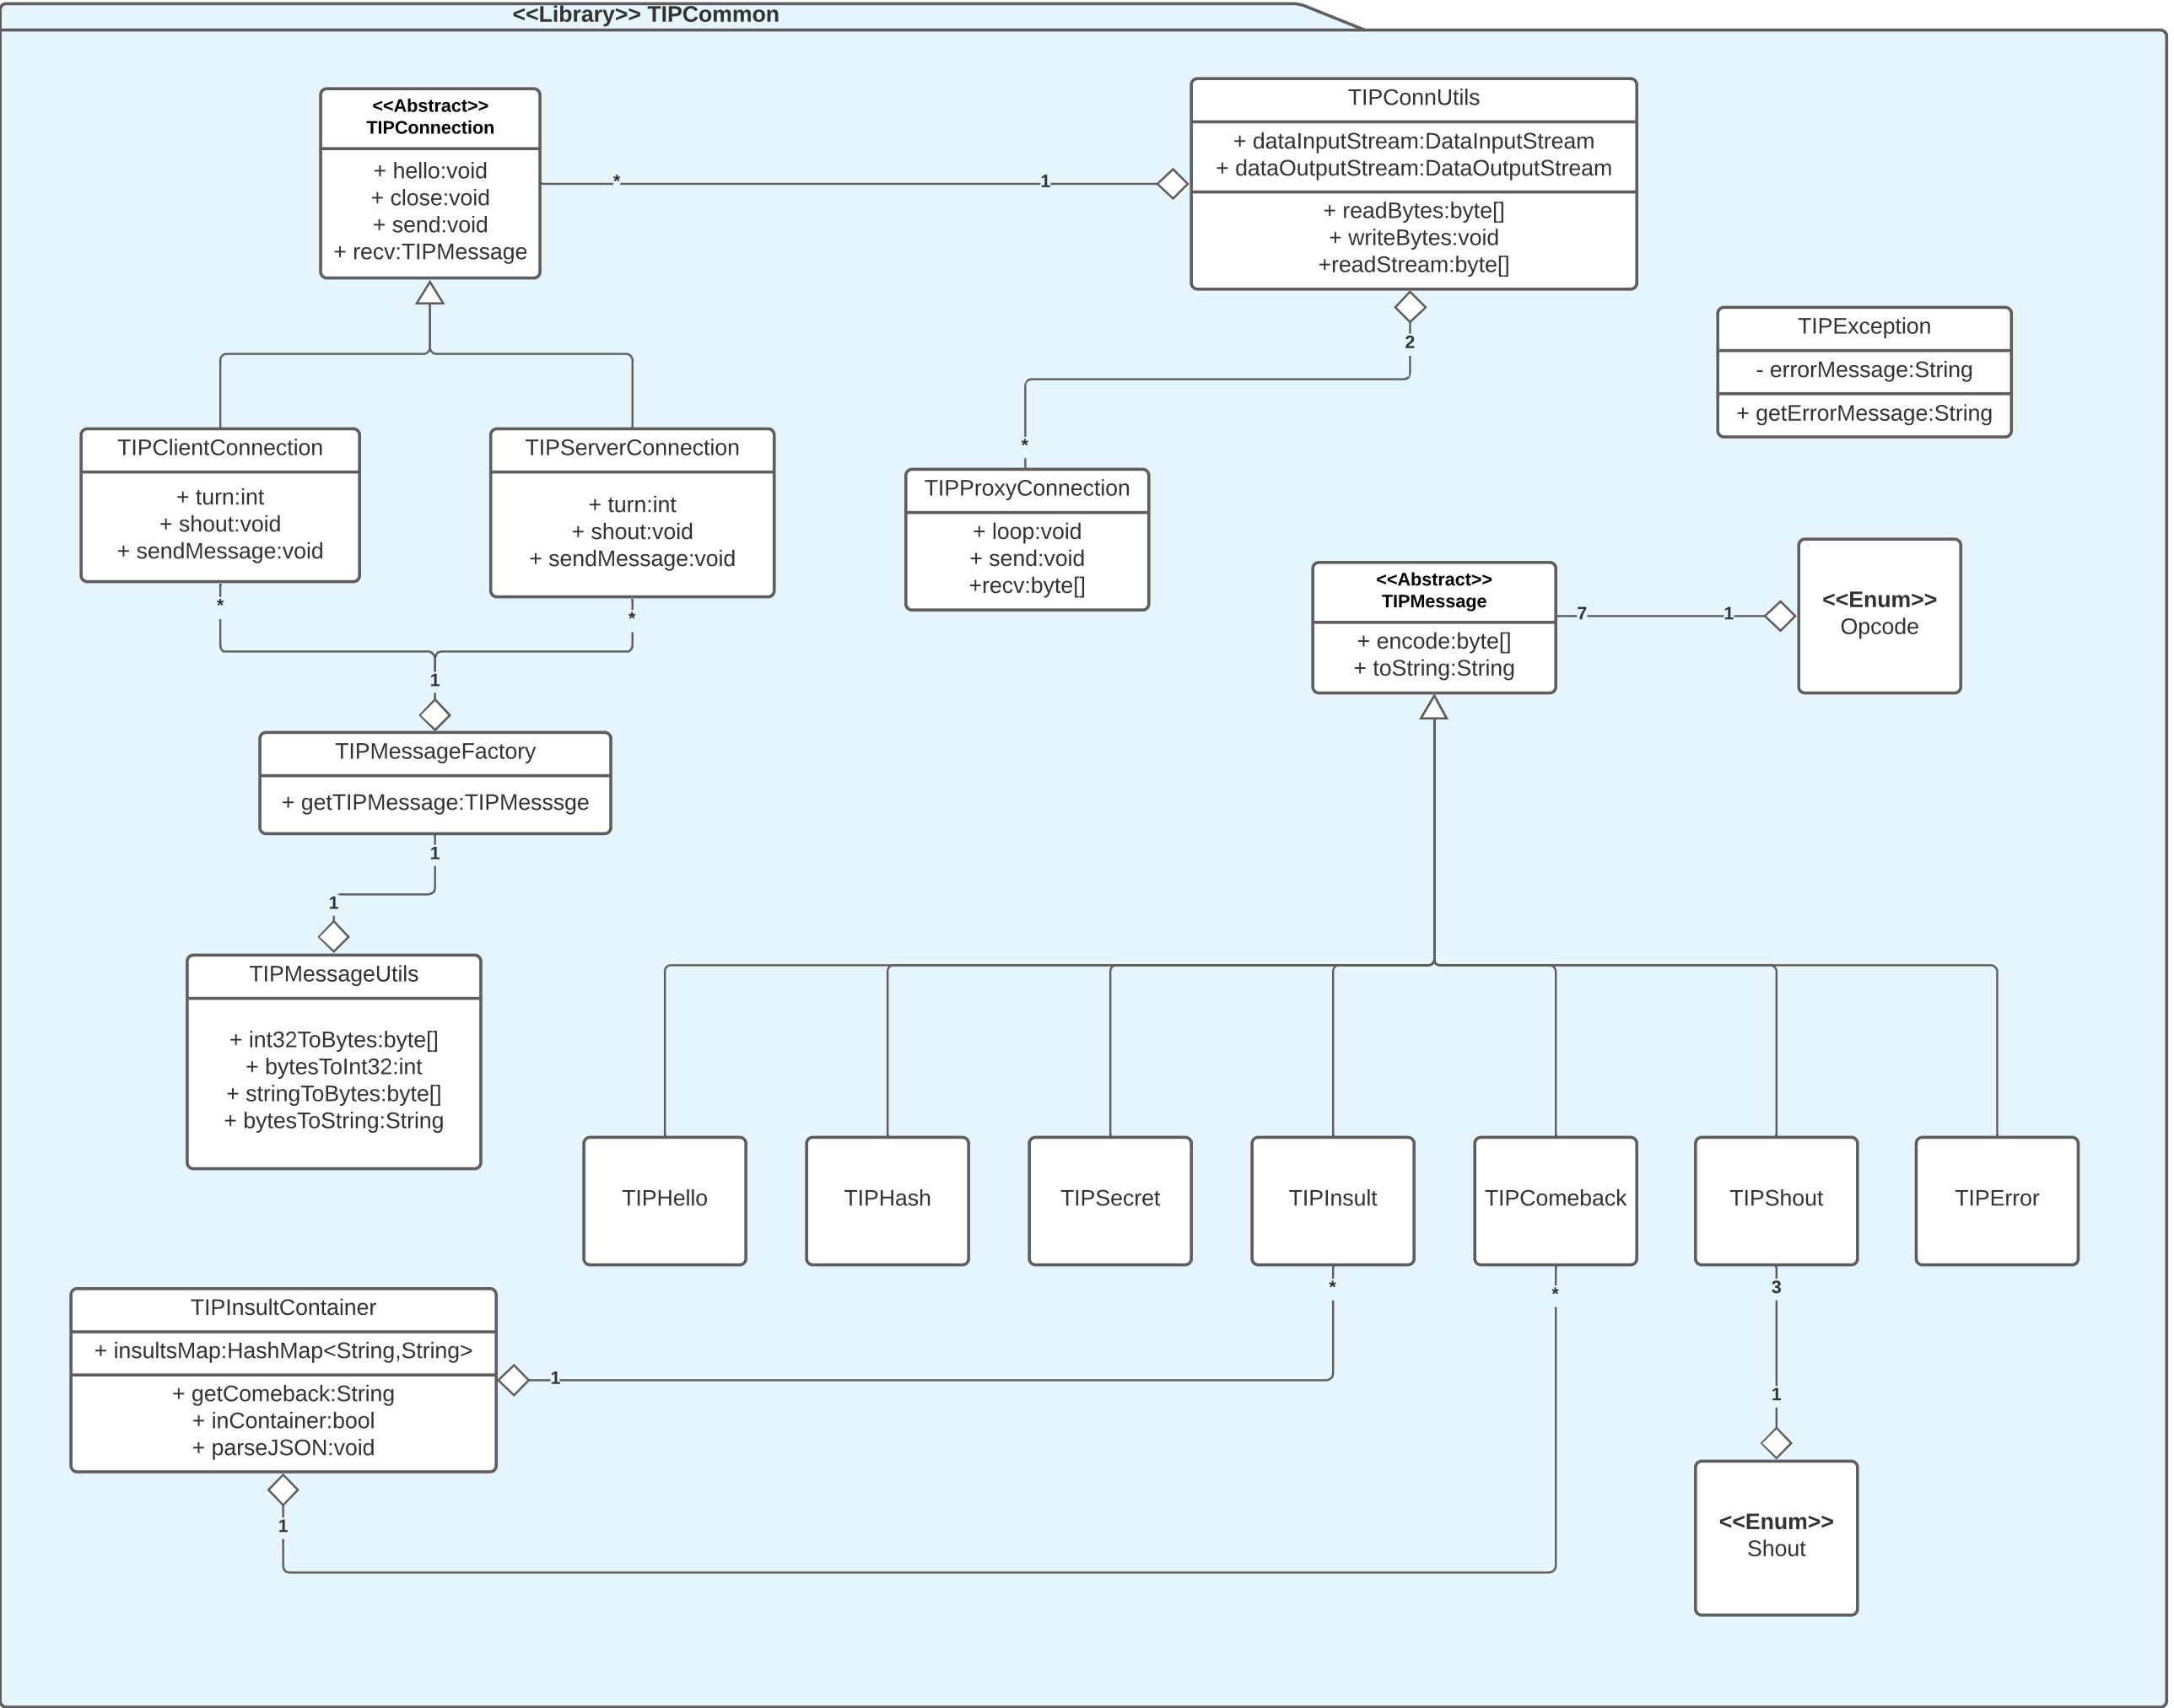 <<Library>> TIPCommon
<<Abstract>>
TIPConnection
+ hello:void
+ close:void
+ send:void
+ recv:TIPMessage
*
1
TIPConnUtils
+ dataInputStream:DataInputStream
+ dataOutputStream:DataOutputStream
+ readBytes:byte[]
+ writeBytes:void
+readStream:byte[]
2
*
TIPException
- errorMessage:String
+ getErrorMessage:String
TIPClientConnection
+ turn:int
+ shout:void
+ sendMessage:void
*
TIPServerConnection
+ turn:int
+ shout:void
+ sendMessage:void
*
TIPProxyConnection
+ loop:void
+ send:void
+recv:byte[]
<<Abstract>>
TIPMessage
+ encode:byte[]
+ toString:String
7
1
<<Enum>>
Opcode
1
TIPMessageFactory
+ getTIPMessage:TIPMesssge
1
1
TIPMessageUtils
+ int32ToBytes:byte[]
+ bytesToInt32:int
+ stringToBytes:byte[]
+ bytesToString:String
TIPHello
TIPHash
TIPSecret
TIPInsult
TIPComeback
TIPShout
TIPError
*
*
3
TIPInsultContainer
+ insultsMap:HashMap<String,String>
+ getComeback:String
+ inContainer:bool
+ parseJSON:void
1
1
1
<<Enum>>
Shout